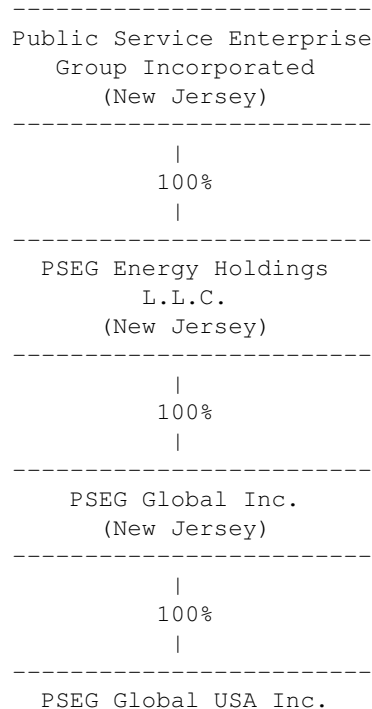 -------------------------
Public Service Enterprise
Group Incorporated
(New Jersey)
-------------------------
|
100%
|
-------------------------
PSEG Energy Holdings
L.L.C.
(New Jersey)
-------------------------
|
100%
|
-------------------------
PSEG Global Inc.
(New Jersey)
-------------------------
|
100%
|
-------------------------
PSEG Global USA Inc.